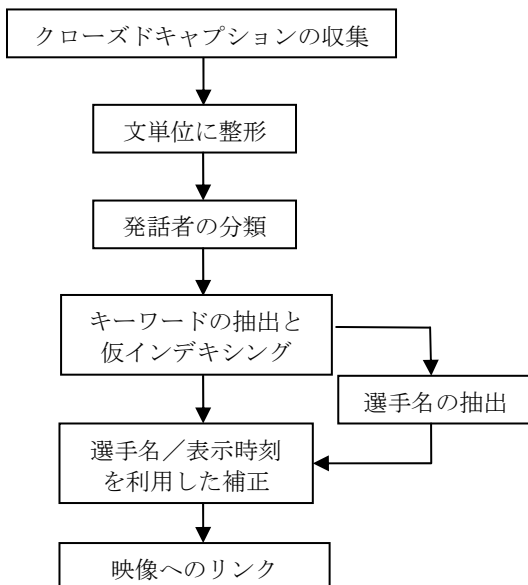 クローズドキャプションの収集
文単位に整形
発話者の分類
キーワードの抽出と
仮インデキシング
選手名の抽出
選手名／表示時刻
を利用した補正
映像へのリンク